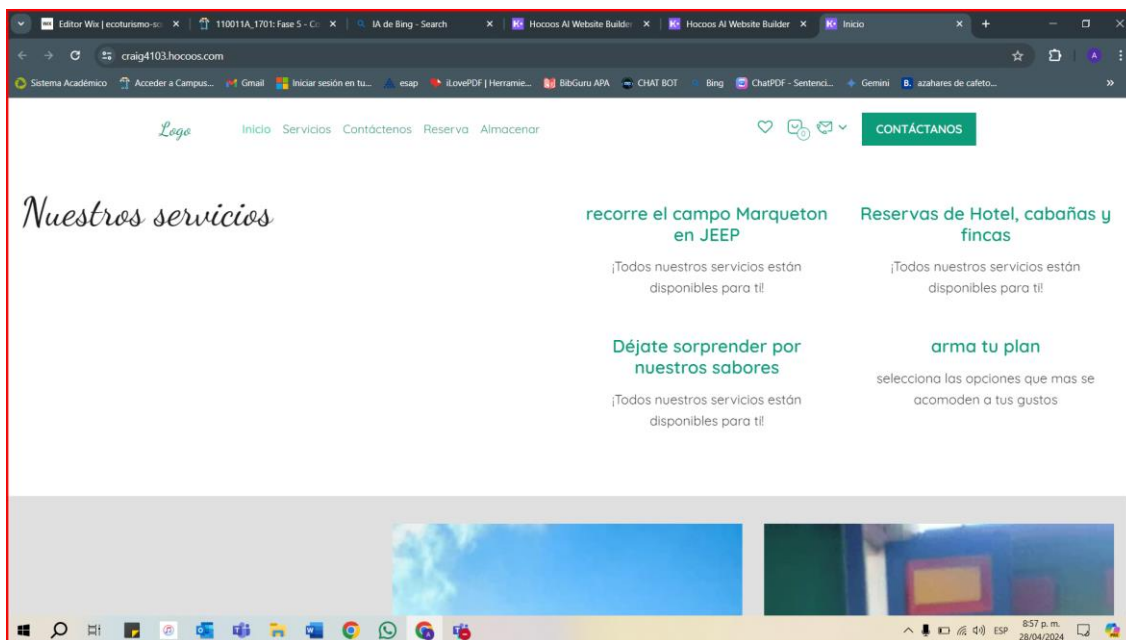 Editor Wix | ecoturismo-so
110011A_1701: Fase 5 - Co
IA de Bing - Search
Hocoos AI Website Builde
Hocoos AI Website Builder
Inicio
craig4103.hocoos.com
Sistema Académico
Acceder a Campus...
Gmail
Iniciar sesión en tu...
esap
iLovePDF | Herramie...
BibGuru APA
CHAT BOT
Bing
ChatPDF - Sentenci...
Gemini
azahares de cafeto...
Logo
Inicio Servicios Contáctenos Reserva Almacenar
0
CONTÁCTANOS
Nuestros servicios
recorre el campo Marqueton
en JEEP
¡Todos nuestros servicios están
disponibles para ti!
Reservas de Hotel, cabañas y
fincas
¡Todos nuestros servicios están
disponibles para ti!
Déjate sorprender por
nuestros sabores
¡Todos nuestros servicios están
disponibles para ti!
arma tu plan
selecciona las opciones que mas se
acomoden a tus gustos
ESP
8:57 p. m.
28/04/2024